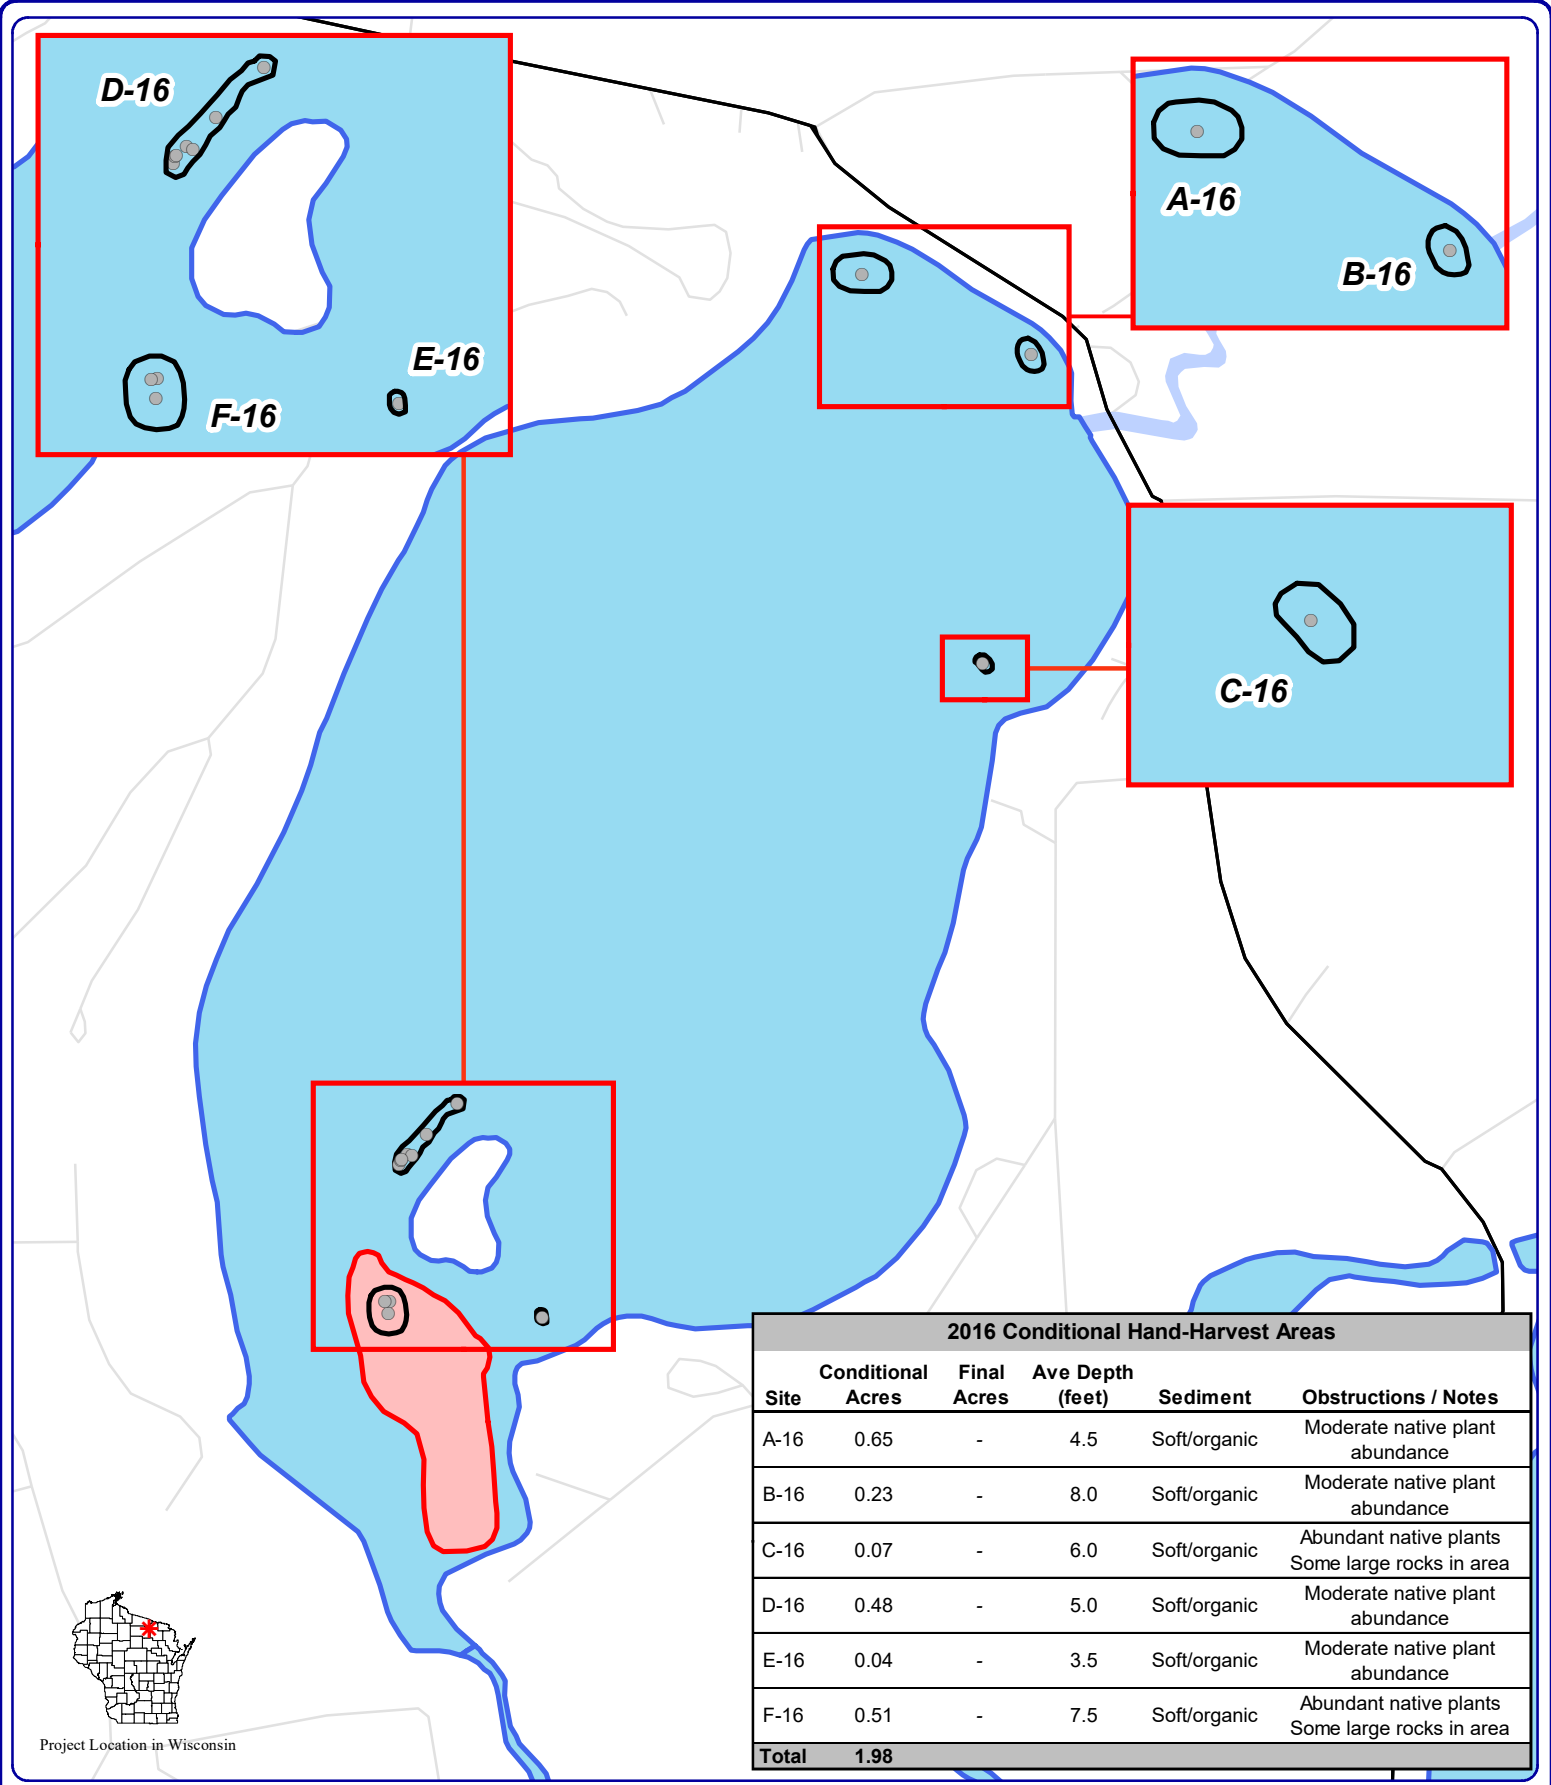 D-16
A-16
B-16
E-16
F-16
C-16
2016 Conditional Hand-Harvest Areas
Site Conditional Acres Final Acres Ave Depth (feet) Sediment Obstructions / Notes
A-16 0.65 - 4.5 Soft/organic Moderate native plant abundance
B-16 0.23 - 8.0 Soft/organic Moderate native plant abundance
C-16 0.07 - 6.0 Soft/organic Abundant native plants Some large rocks in area
D-16 0.48 - 5.0 Soft/organic Moderate native plant abundance
E-16 0.04 - 3.5 Soft/organic Moderate native plant abundance
F-16 0.51 - 7.5 Soft/organic Abundant native plants Some large rocks in area
Total 1.98
Project Location in Wisconsin